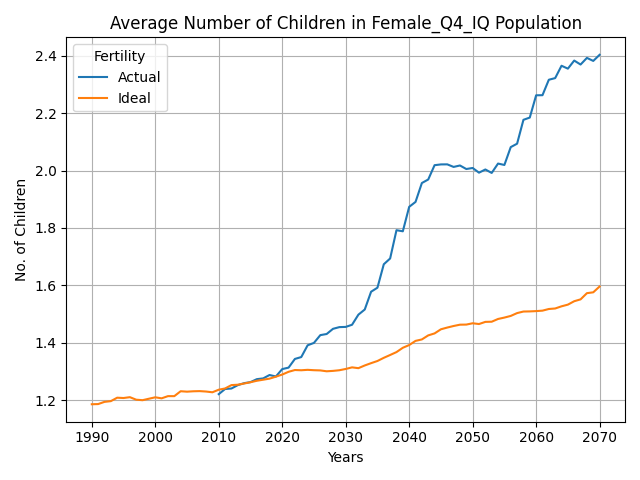 Average Number of Children in Female_Q4_IQ Population
Fertility
Actual
Ideal
No. of Children
2.4
2.2
2.0
1.8
1.6
1.4
1.2
1990 2000 2010 2020 2030 2040 2050 2060 2070
Years